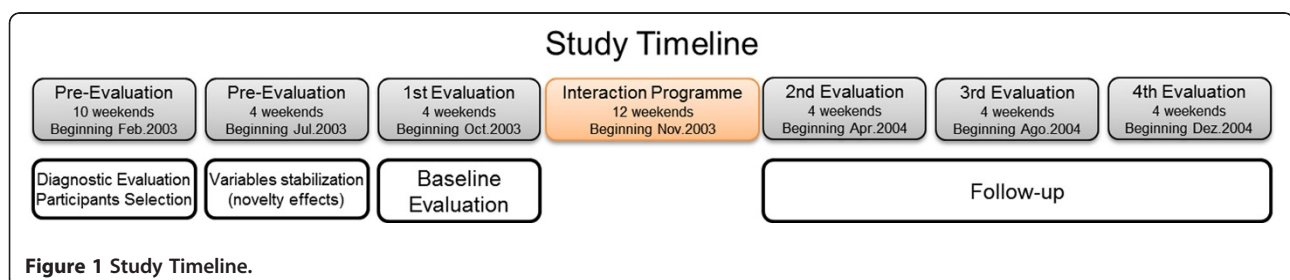 Study Timeline
Pre-Evaluation
10 weekends
Beginning Feb.2003
Pre-Evaluation
4 weekends
Beginning Jul.2003
1st Evaluation
4 weekends
Beginning Oct.2003
Interaction Programme
12 weekends
Beginning Nov.2003
2nd Evaluation
4 weekends
Beginning Apr.2004
3rd Evaluation
4 weekends
Beginning Ago.2004
4th Evaluation
4 weekends
Beginning Dez.2004
Diagnostic Evaluation
Participants Selection
Variables stabilization
(novelty effects)
Baseline
Evaluation
Follow-up
Figure 1 Study Timeline.